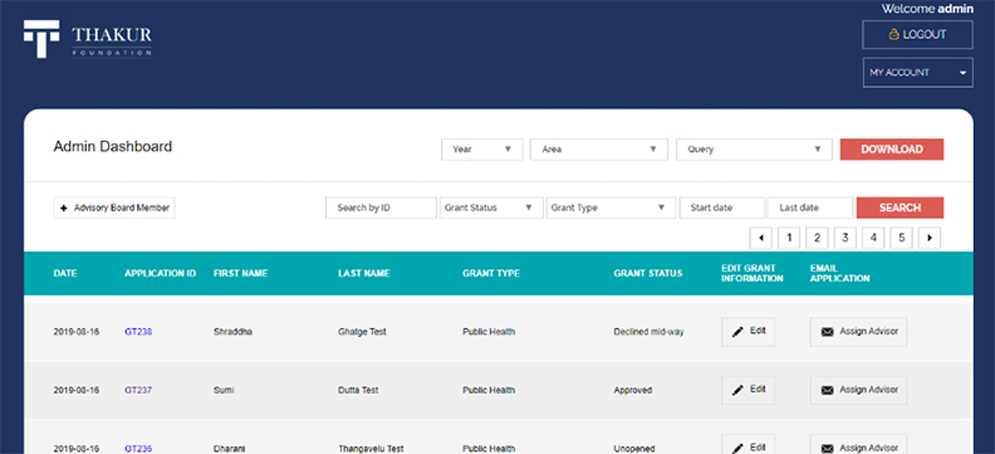 Welcome admin
THAKUR
FOUNDATION
LOGOUT
MY ACCOUNT
Admin Dashboard
Year
Area
Query
DOWNLOAD
+ Advisory Board Member
Search by ID
Grant Status
Grant Type
Start date
Last date
SEARCH
1 2 3 4 5
DATE
APPLICATION ID
FIRST NAME
LAST NAME
GRANT TYPE
GRANT STATUS
EDIT GRANT
INFORMATION
EMAIL
APPLICATION
2019-08-16 GT238 Shraddha Ghatge Test Public Health Declined mid-way Edit Assign Advisor
2019-08-16 GT237 Sumi Dutta Test Public Health Approved Edit Assign Advisor
2019-08-16 GT236 Dharani Thangavelu Test Public Health Unopened Edit Assign Advisor